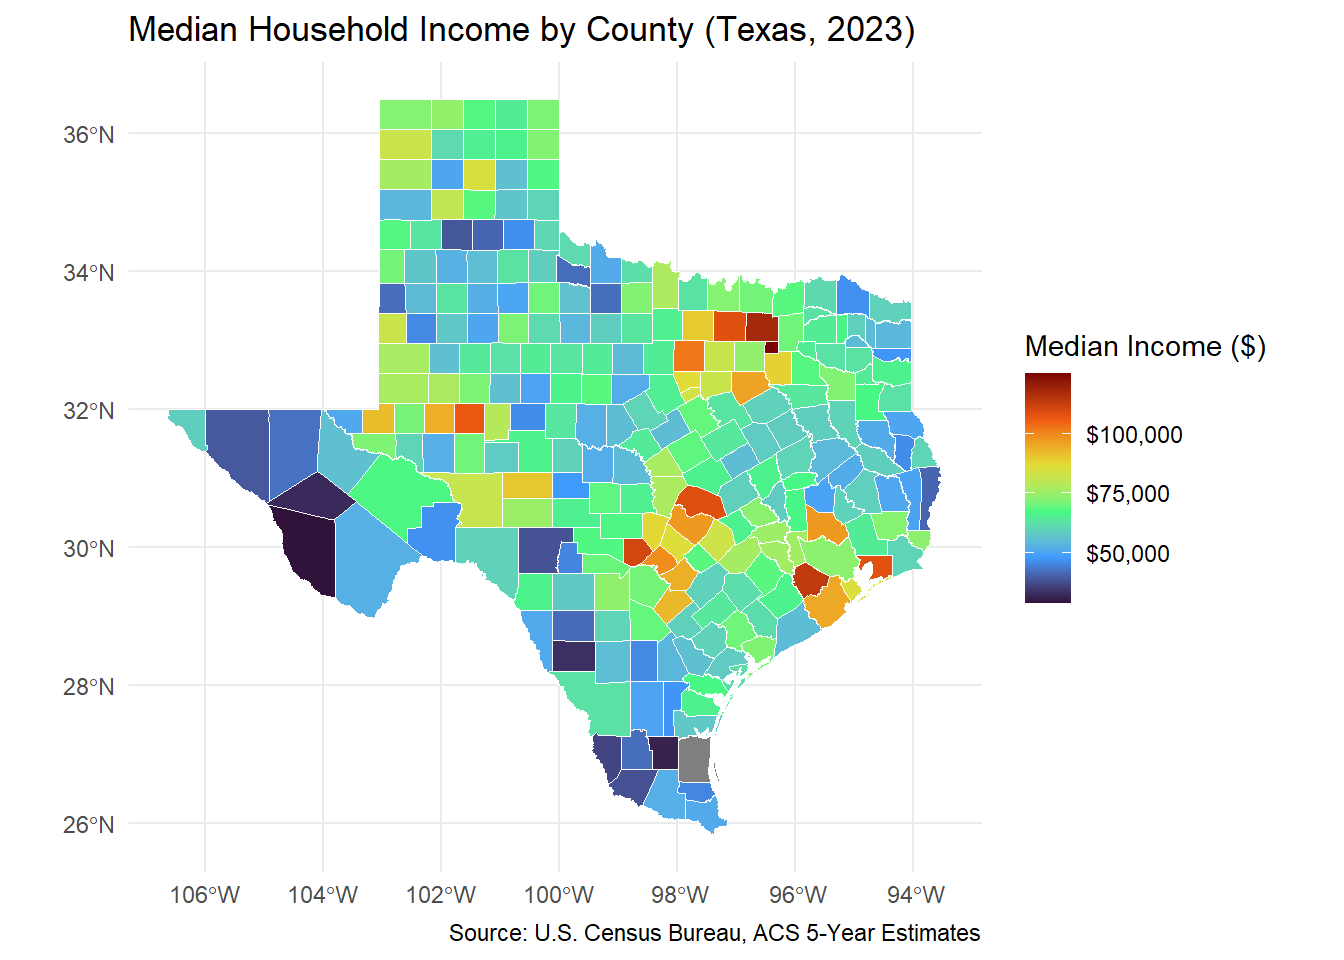 Median Household Income by County (Texas, 2023)
36°N
34°N
32°N
30°N
28°N
26°N
106°W
104°W
102°W
100°W
98°W
96°W
94°W
Median Income ($)
$100,000
$75,000
$50,000
Source: U.S. Census Bureau, ACS 5-Year Estimates